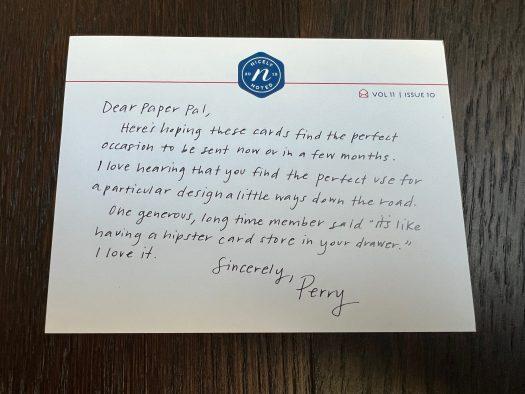 NICELY
n
20 13
NOTED
VOL 11 | ISSUE 10
Dear Paper Pal,
Here's hoping these cards find the perfect
occasion to be sent now or in a few months.
I love hearing that you find the perfect use for
a particular design a little ways down the road.
One generous, long time member said "it's like
having a hipster card store in your drawer."
I love it.
Sincerely,
Perry